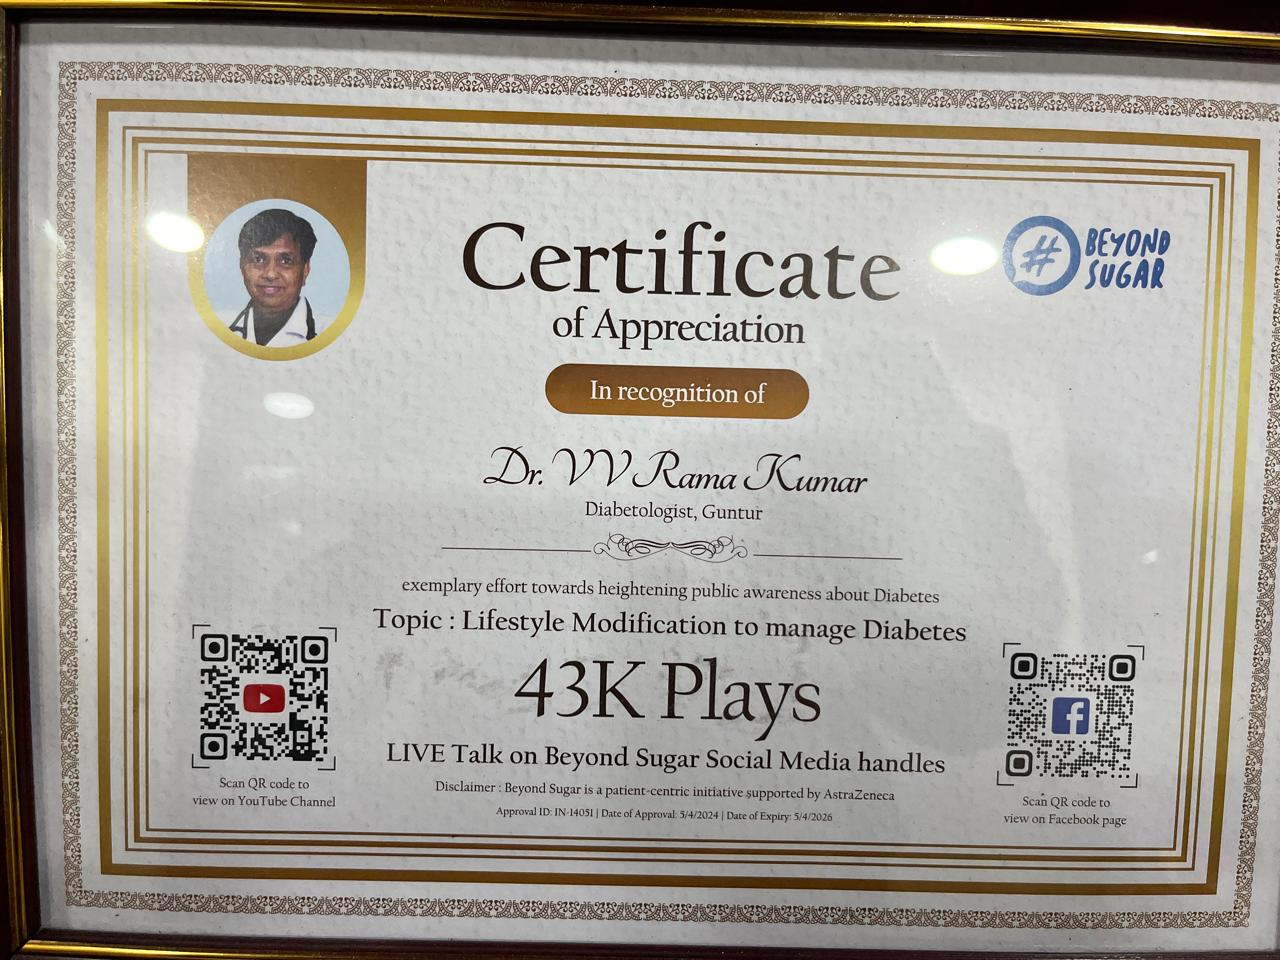 Certificate
of Appreciation
# BEYOND
SUGAR
In recognition of
Dr. VV Rama Kumar
Diabetologist, Guntur
exemplary effort towards heightening public awareness about Diabetes
Topic : Lifestyle Modification to manage Diabetes
43K Plays
LIVE Talk on Beyond Sugar Social Media handles
Disclaimer : Beyond Sugar is a patient-centric initiative supported by AstraZeneca
Approval ID: IN-14051 | Date of Approval: 5/4/2024 | Date of Expiry: 5/4/2026
Scan QR code to
view on YouTube Channel
Scan QR code to
view on Facebook page